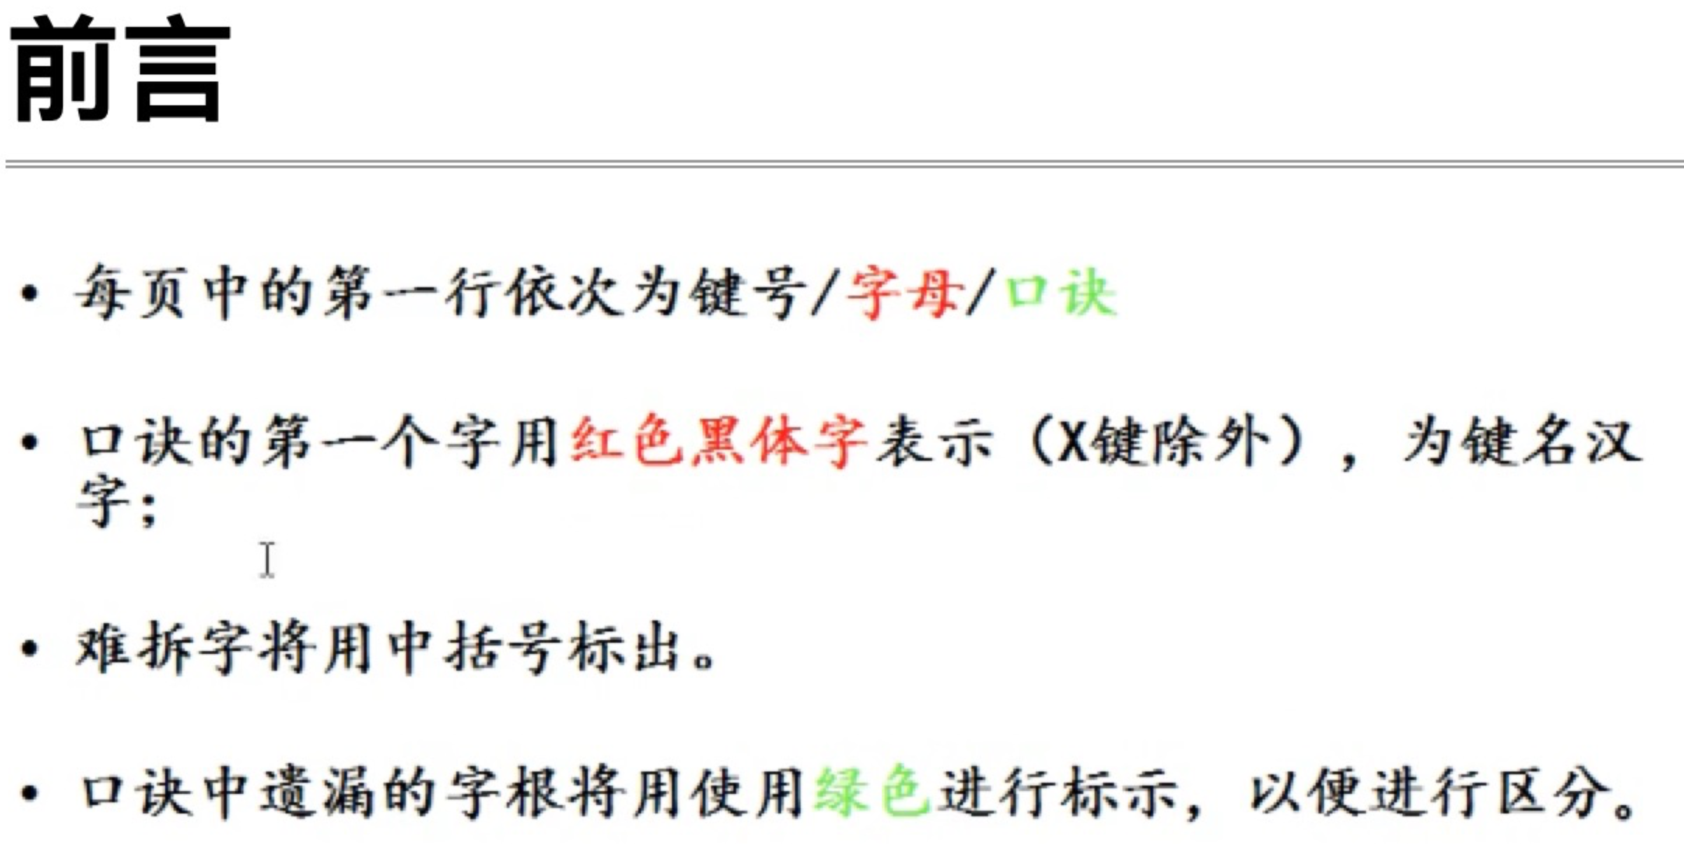 前言
• 每页中的第一行依次为键号/字母/口诀
• 口诀的第一个字用红色黑体字表示（X键除外），为键名汉
字；
• 难拆字将用中括号标出。
• 口诀中遗漏的字根将用使用绿色进行标示，以便进行区分。